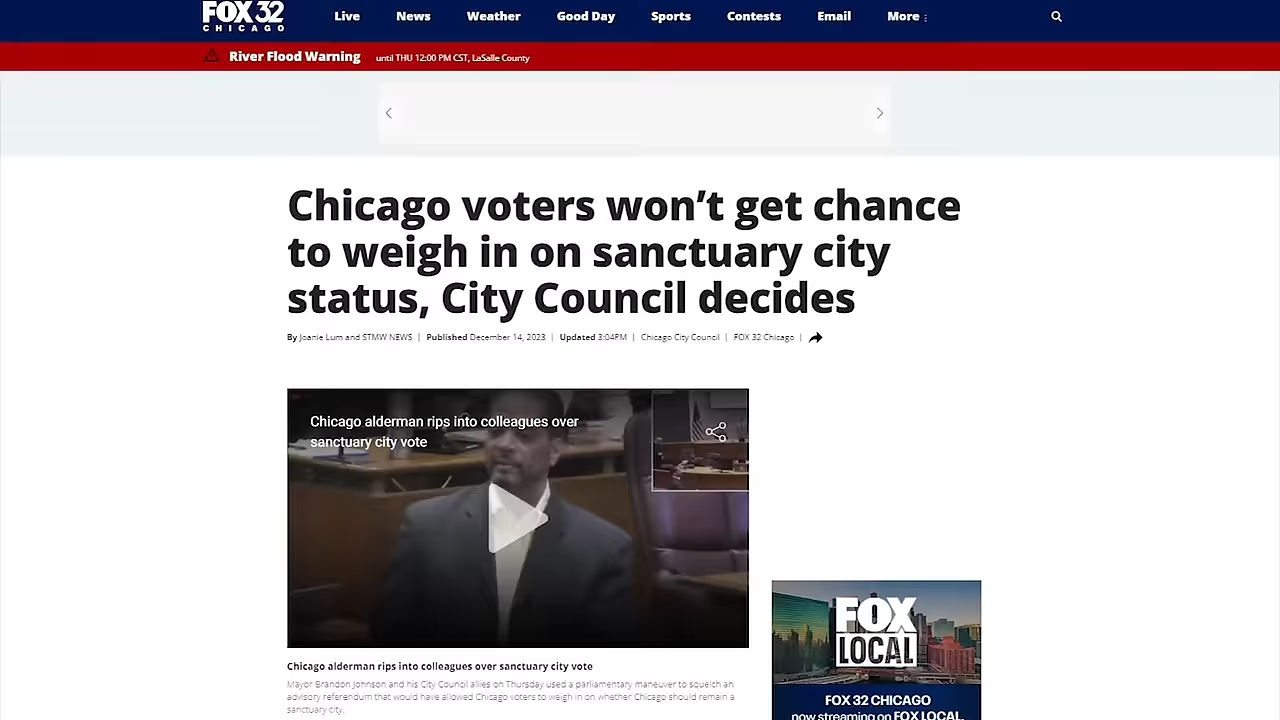 FOX 32
CHICAGO
Live News Weather Good Day Sports Contests Email More
River Flood Warning until THU 12:00 PM CST, LaSalle County
Chicago voters won't get chance
to weigh in on sanctuary city
status, City Council decides
By Joanie Lum and STMW NEWS | Published December 14, 2023 | Updated 3:04PM | Chicago City Council | FOX 32 Chicago |
Chicago alderman rips into colleagues over
sanctuary city vote
Chicago alderman rips into colleagues over sanctuary city vote
Mayor Brandon Johnson and his City Council allies on Thursday used a parliamentary maneuver to squelch an
advisory referendum that would have allowed Chicago voters to weigh in on whether Chicago should remain a
sanctuary city.
FOX
LOCAL
FOX 32 CHICAGO
now streaming on FOX LOCAL.